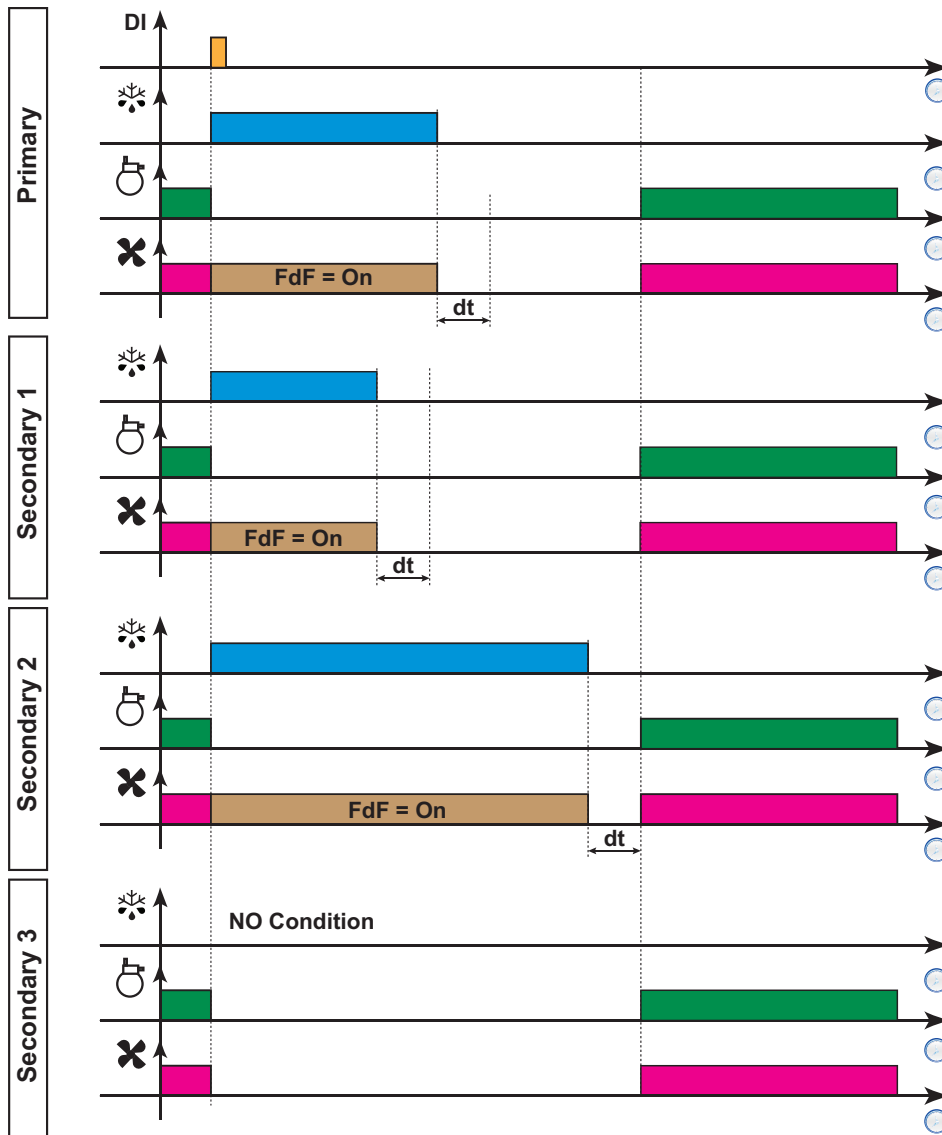 DI
Primary
FdF = On
dt
Secondary 1
FdF = On
dt
Secondary 2
FdF = On
dt
Secondary 3
NO Condition